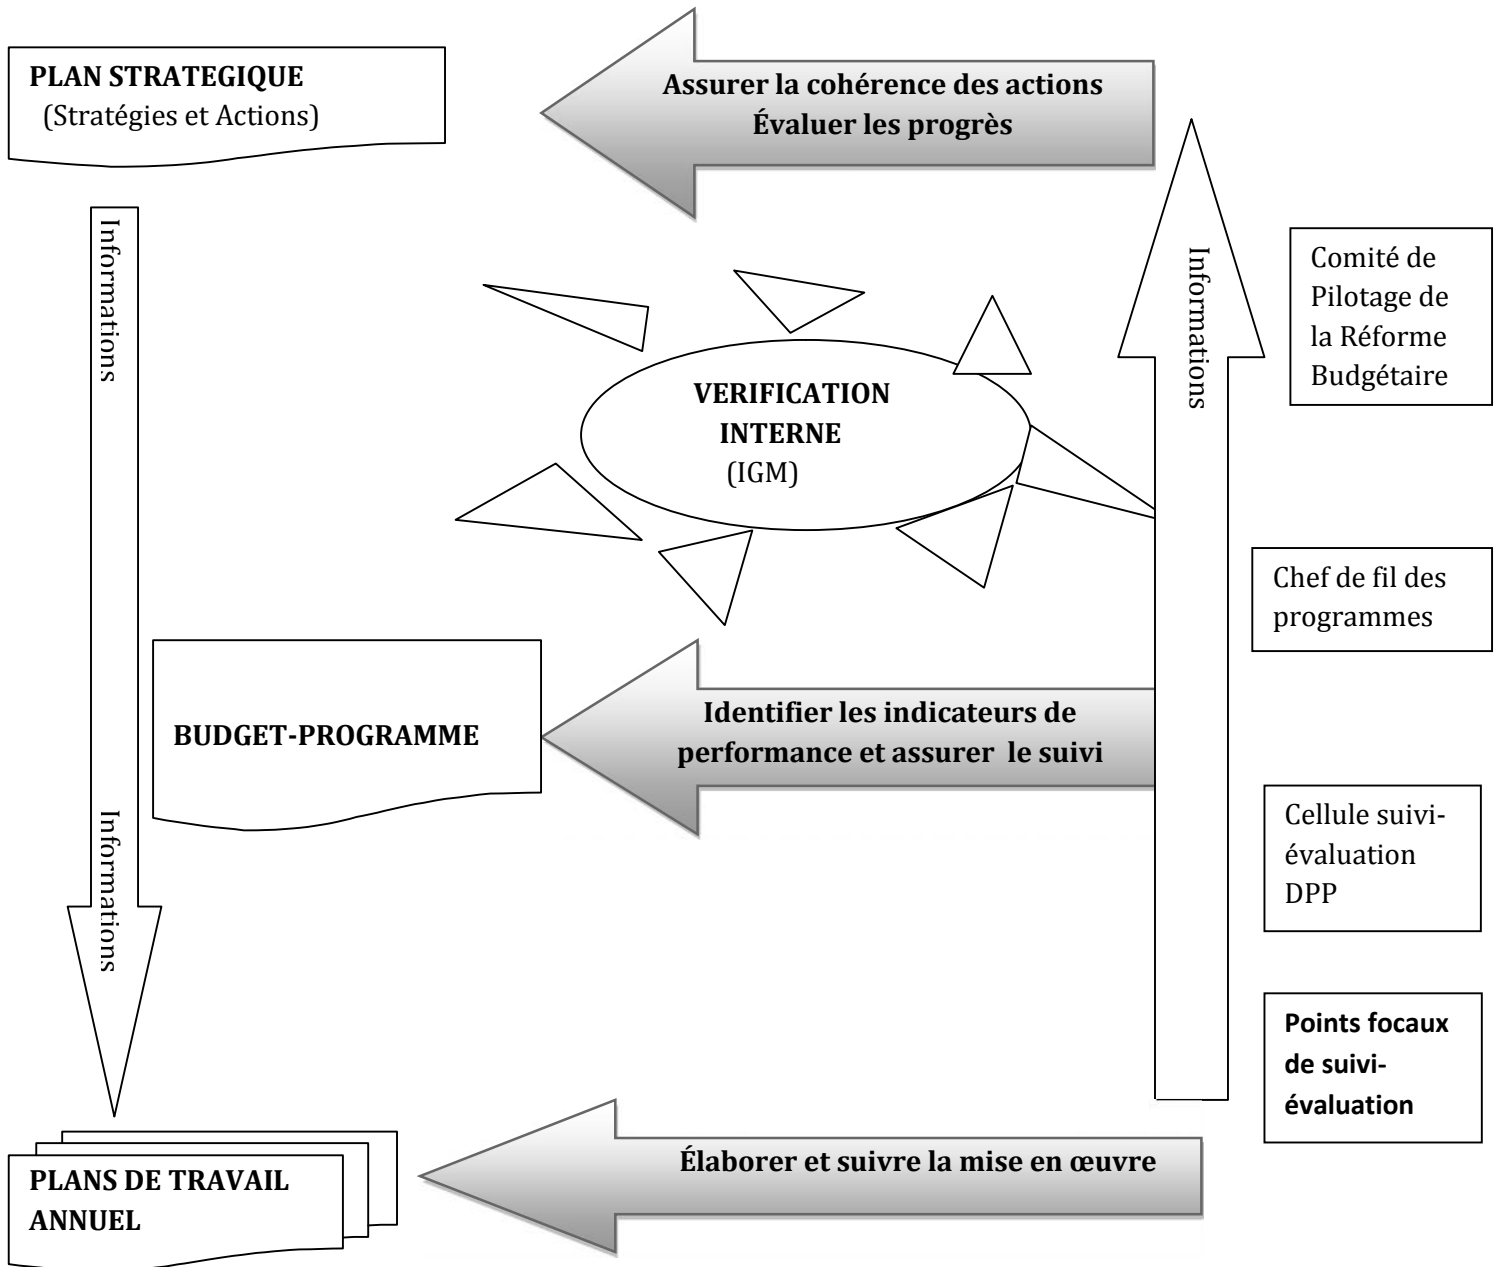 PLAN STRATEGIQUE
(Stratégies et Actions)
Assurer la cohérence des actions
Évaluer les progrès
Informations
Informations
Comité de
Pilotage de
la Réforme
Budgétaire
VERIFICATION
INTERNE
(IGM)
Chef de fil des
programmes
BUDGET-PROGRAMME
Identifier les indicateurs de
performance et assurer le suivi
Informations
Cellule suivi-
évaluation
DPP
Points focaux
de suivi-
évaluation
Élaborer et suivre la mise en œuvre
PLANS DE TRAVAIL
ANNUEL